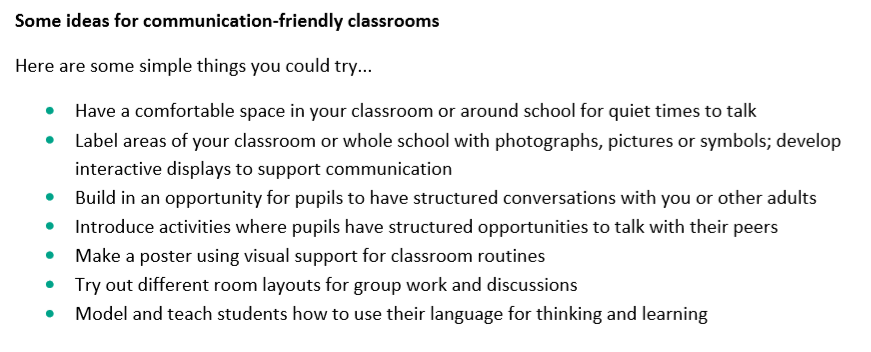 Some ideas for communication-friendly classrooms
Here are some simple things you could try...
• Have a comfortable space in your classroom or around school for quiet times to talk
• Label areas of your classroom or whole school with photographs, pictures or symbols; develop
interactive displays to support communication
• Build in an opportunity for pupils to have structured conversations with you or other adults
• Introduce activities where pupils have structured opportunities to talk with their peers
• Make a poster using visual support for classroom routines
• Try out different room layouts for group work and discussions
• Model and teach students how to use their language for thinking and learning